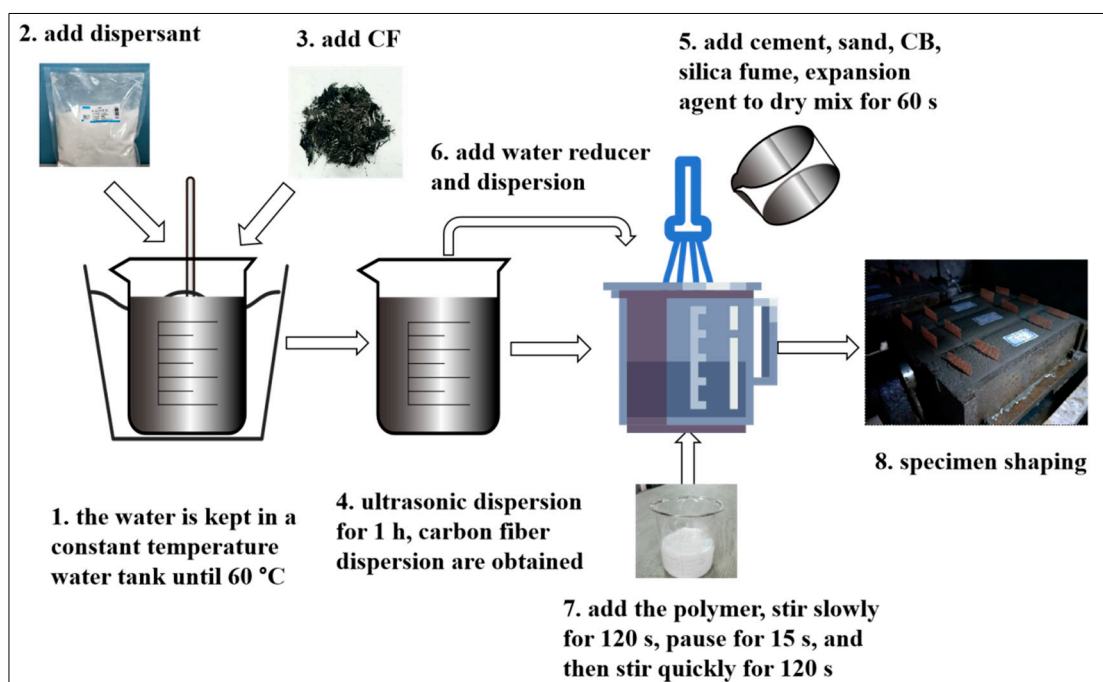 2. add dispersant
3. add CF
5. add cement, sand, CB,
silica fume, expansion
agent to dry mix for 60 s
6. add water reducer
and dispersion
1. the water is kept in a
constant temperature
water tank until 60 °C
4. ultrasonic dispersion
for 1 h, carbon fiber
dispersion are obtained
8. specimen shaping
7. add the polymer, stir slowly
for 120 s, pause for 15 s, and
then stir quickly for 120 s